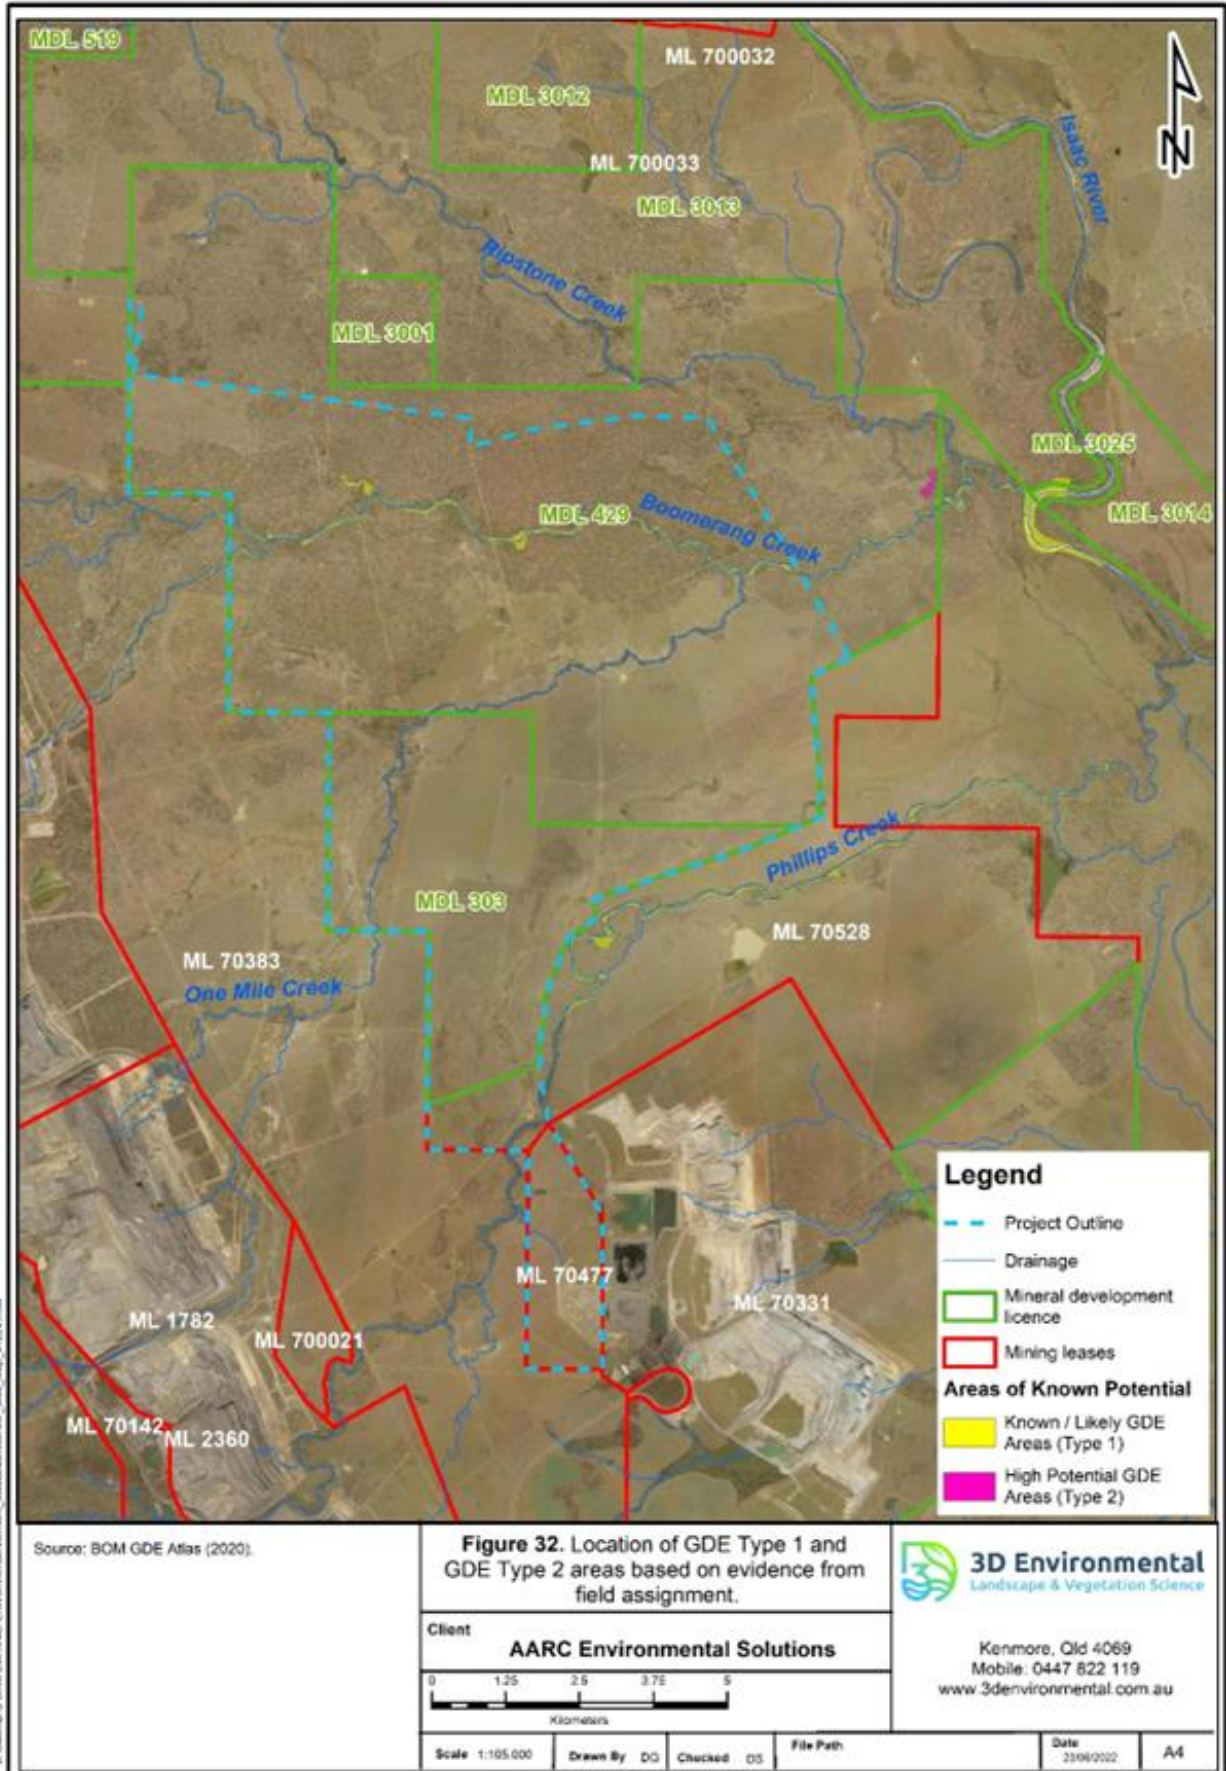 MDL 519
ML 700032
MDL 3012
Isaac River
N
ML 700033
MDL 3013
Ripstone Creek
MDL 3001
MDL 3025
MDL 429
Boomerang Creek
MDL 3014
Phillips Creek
MDL 303
ML 70528
ML 70383
One Mile Creek
ML 70477
ML 70331
ML 1782
ML 700021
ML 70142
ML 2360
Legend
Project Outline
Drainage
Mineral development
licence
Mining leases
Areas of Known Potential
Known / Likely GDE
Areas (Type 1)
High Potential GDE
Areas (Type 2)
Source: BOM GDE Atlas (2020).
Figure 32. Location of GDE Type 1 and
GDE Type 2 areas based on evidence from
field assignment.
Client
AARC Environmental Solutions
0 1.25 2.5 3.75 5
Kilometers
Scale 1:105,000
Drawn By DG
Checked DS
File Path
Date
23/06/2022
A4
3D Environmental
Landscape & Vegetation Science
Kenmore, Qld 4069
Mobile: 0447 822 119
www.3denvironmental.com.au